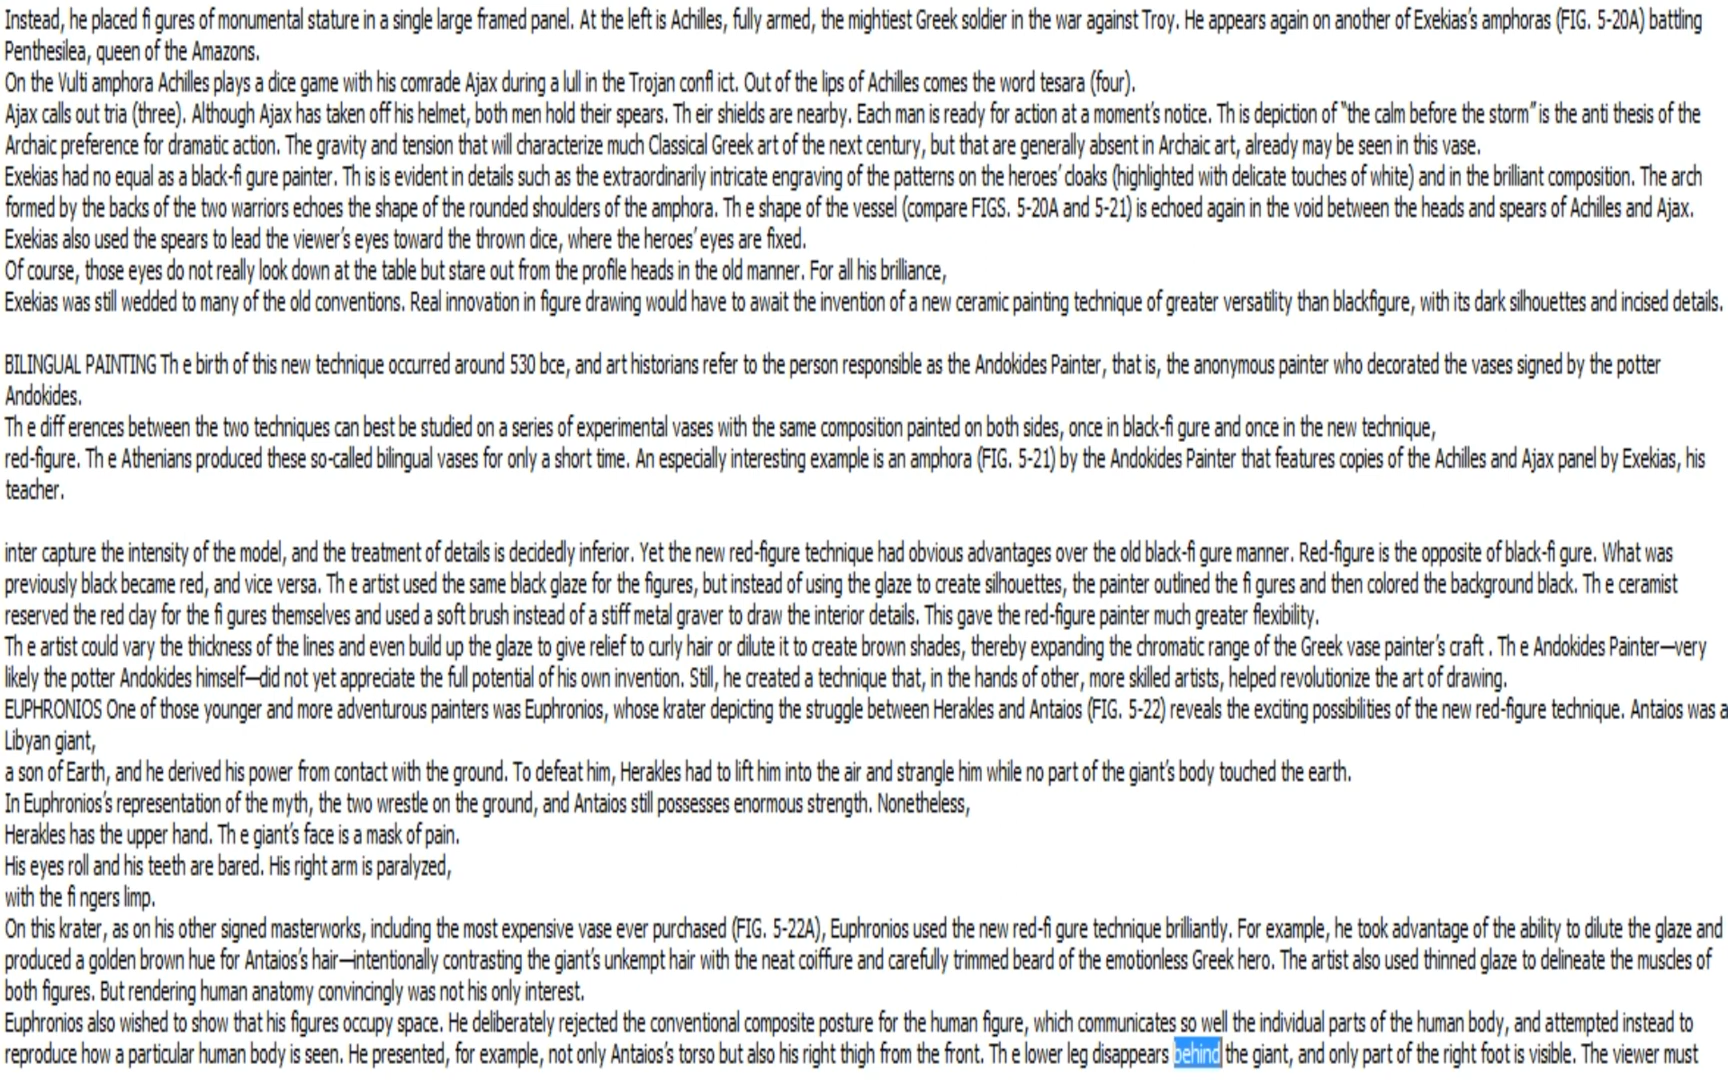 Instead, he placed fi gures of monumental stature in a single large framed panel. At the left is Achilles, fully armed, the mightiest Greek soldier in the war against Troy. He appears again on another of Exekias's amphoras (FIG. 5-20A) battling
Penthesilea, queen of the Amazons.
On the Vulti amphora Achilles plays a dice game with his comrade Ajax during a lull in the Trojan confl ict. Out of the lips of Achilles comes the word tesara (four).
Ajax calls out tria (three). Although Ajax has taken off his helmet, both men hold their spears. Th eir shields are nearby. Each man is ready for action at a moment's notice. Th is depiction of "the calm before the storm" is the anti thesis of the
Archaic preference for dramatic action. The gravity and tension that will characterize much Classical Greek art of the next century, but that are generally absent in Archaic art, already may be seen in this vase.
Exekias had no equal as a black-fi gure painter. Th is is evident in details such as the extraordinarily intricate engraving of the patterns on the heroes' cloaks (highlighted with delicate touches of white) and in the brilliant composition. The arch
formed by the backs of the two warriors echoes the shape of the rounded shoulders of the amphora. Th e shape of the vessel (compare FIGS. 5-20A and 5-21) is echoed again in the void between the heads and spears of Achilles and Ajax.
Exekias also used the spears to lead the viewer's eyes toward the thrown dice, where the heroes' eyes are fixed.
Of course, those eyes do not really look down at the table but stare out from the profile heads in the old manner. For all his brilliance,
Exekias was still wedded to many of the old conventions. Real innovation in figure drawing would have to await the invention of a new ceramic painting technique of greater versatility than blackfigure, with its dark silhouettes and incised details.
BILINGUAL PAINTING Th e birth of this new technique occurred around 530 bce, and art historians refer to the person responsible as the Andokides Painter, that is, the anonymous painter who decorated the vases signed by the potter
Andokides.
Th e diff erences between the two techniques can best be studied on a series of experimental vases with the same composition painted on both sides, once in black-fi gure and once in the new technique,
red-figure. Th e Athenians produced these so-called bilingual vases for only a short time. An especially interesting example is an amphora (FIG. 5-21) by the Andokides Painter that features copies of the Achilles and Ajax panel by Exekias, his
teacher.
inter capture the intensity of the model, and the treatment of details is decidedly inferior. Yet the new red-figure technique had obvious advantages over the old black-fi gure manner. Red-figure is the opposite of black-fi gure. What was
previously black became red, and vice versa. Th e artist used the same black glaze for the figures, but instead of using the glaze to create silhouettes, the painter outlined the fi gures and then colored the background black. Th e ceramist
reserved the red clay for the fi gures themselves and used a soft brush instead of a stiff metal graver to draw the interior details. This gave the red-figure painter much greater flexibility.
Th e artist could vary the thickness of the lines and even build up the glaze to give relief to curly hair or dilute it to create brown shades, thereby expanding the chromatic range of the Greek vase painter's craft . Th e Andokides Painter—very
likely the potter Andokides himself—did not yet appreciate the full potential of his own invention. Still, he created a technique that, in the hands of other, more skilled artists, helped revolutionize the art of drawing.
EUPHRONIOS One of those younger and more adventurous painters was Euphronios, whose krater depicting the struggle between Herakles and Antaios (FIG. 5-22) reveals the exciting possibilities of the new red-figure technique. Antaios was a
Libyan giant,
a son of Earth, and he derived his power from contact with the ground. To defeat him, Herakles had to lift him into the air and strangle him while no part of the giant's body touched the earth.
In Euphronios's representation of the myth, the two wrestle on the ground, and Antaios still possesses enormous strength. Nonetheless,
Herakles has the upper hand. Th e giant's face is a mask of pain.
His eyes roll and his teeth are bared. His right arm is paralyzed,
with the fi ngers limp.
On this krater, as on his other signed masterworks, including the most expensive vase ever purchased (FIG. 5-22A), Euphronios used the new red-fi gure technique brilliantly. For example, he took advantage of the ability to dilute the glaze and
produced a golden brown hue for Antaios's hair—intentionally contrasting the giant's unkempt hair with the neat coiffure and carefully trimmed beard of the emotionless Greek hero. The artist also used thinned glaze to delineate the muscles of
both figures. But rendering human anatomy convincingly was not his only interest.
Euphronios also wished to show that his figures occupy space. He deliberately rejected the conventional composite posture for the human figure, which communicates so well the individual parts of the human body, and attempted instead to
reproduce how a particular human body is seen. He presented, for example, not only Antaios's torso but also his right thigh from the front. Th e lower leg disappears behind the giant, and only part of the right foot is visible. The viewer must